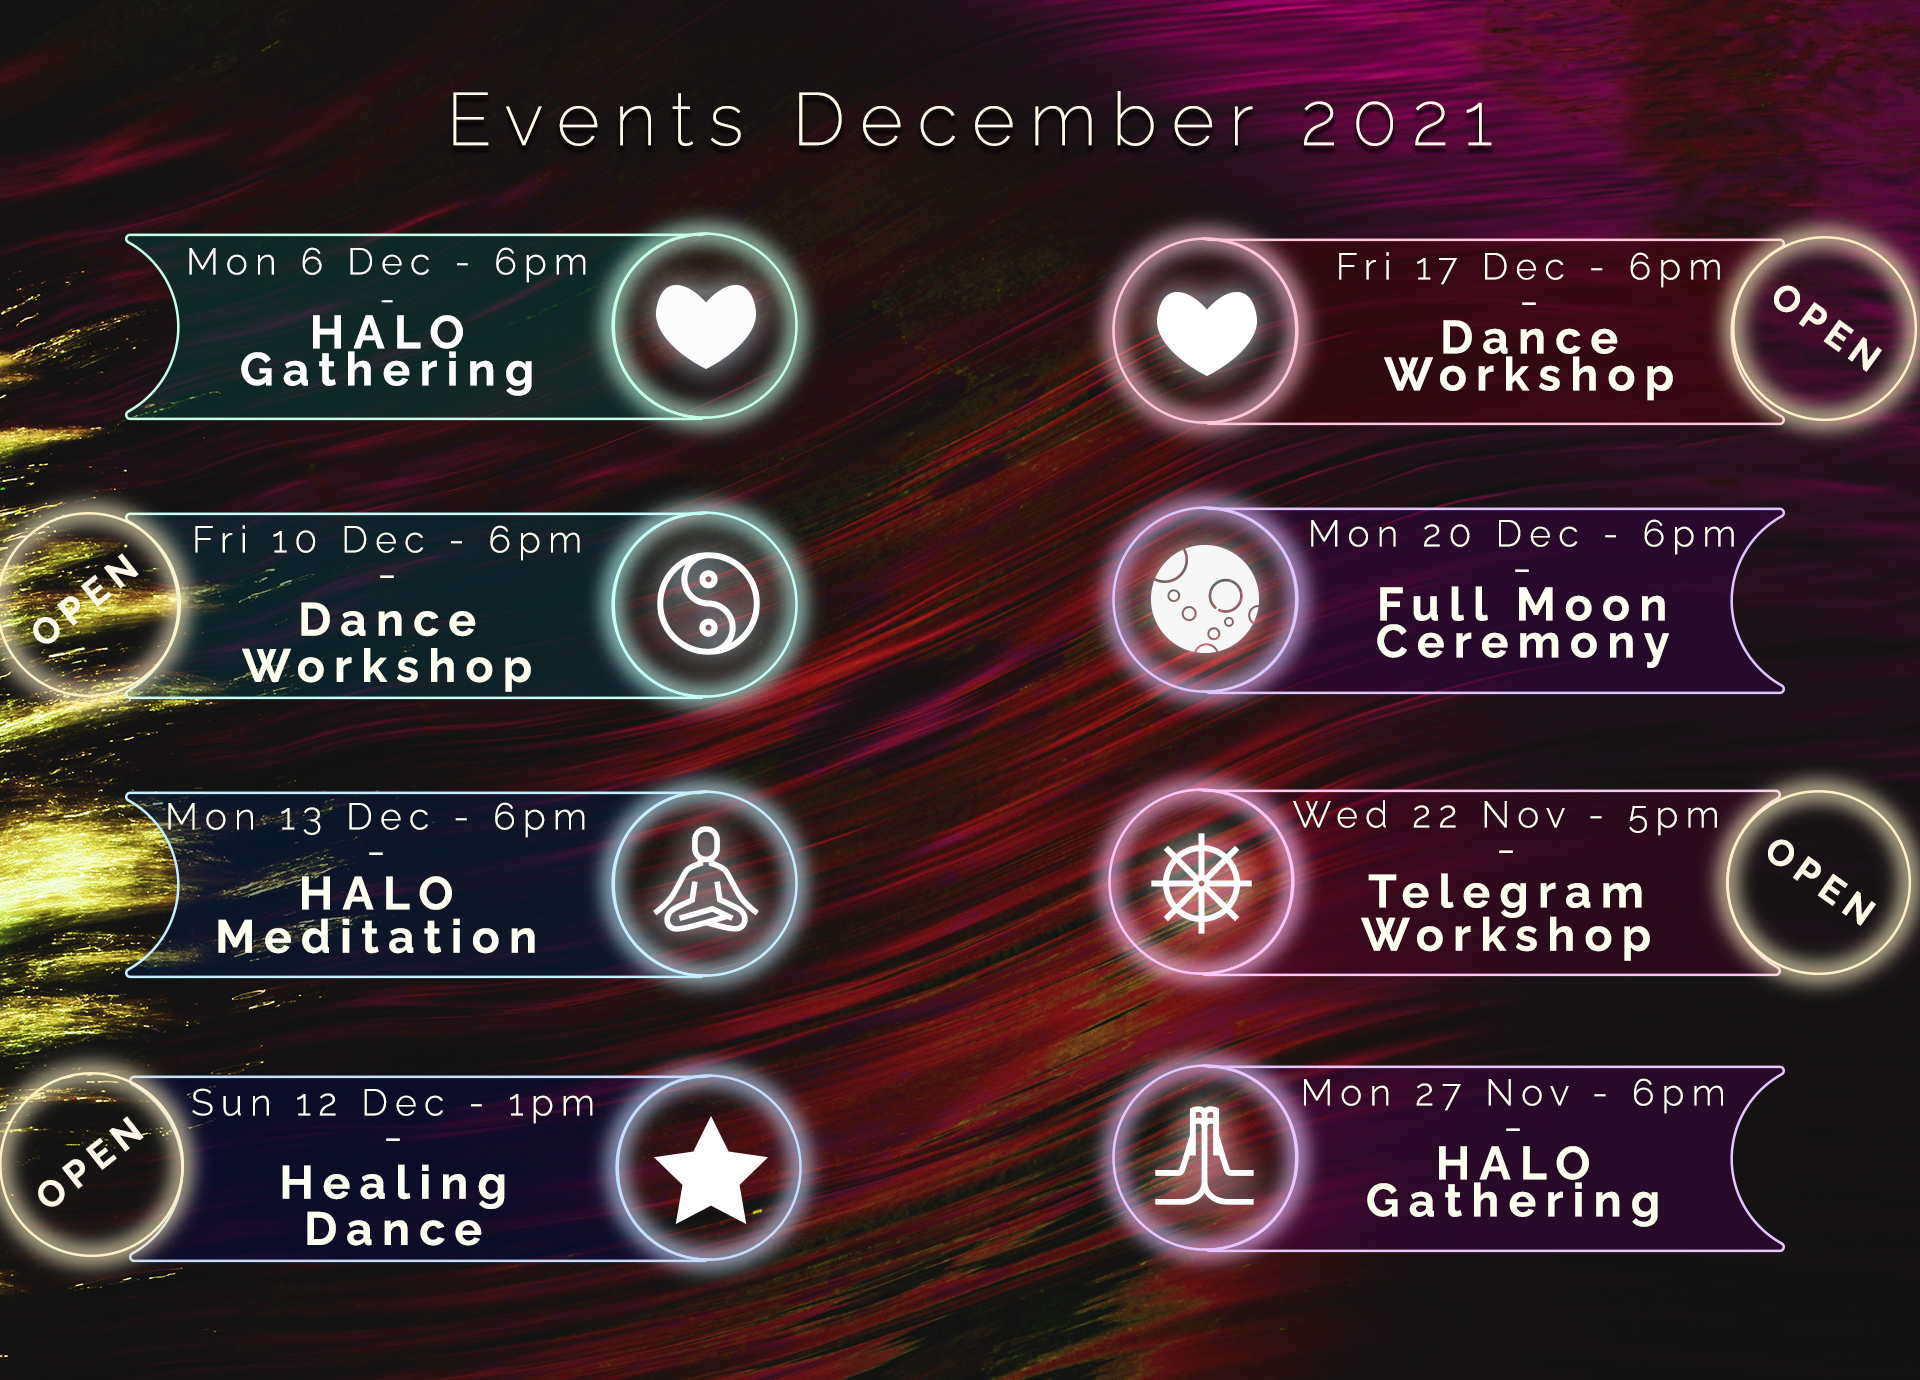 Events December 2021
Mon 6 Dec - 6pm
-
HALO
Gathering
OPEN
Fri 10 Dec - 6pm
-
Dance
Workshop
Mon 13 Dec - 6pm
-
HALO
Meditation
OPEN
Sun 12 Dec - 1pm
-
Healing
Dance
Fri 17 Dec - 6pm
-
Dance
Workshop
OPEN
Mon 20 Dec - 6pm
-
Full Moon
Ceremony
Wed 22 Nov - 5pm
-
Telegram
Workshop
OPEN
Mon 27 Nov - 6pm
-
HALO
Gathering